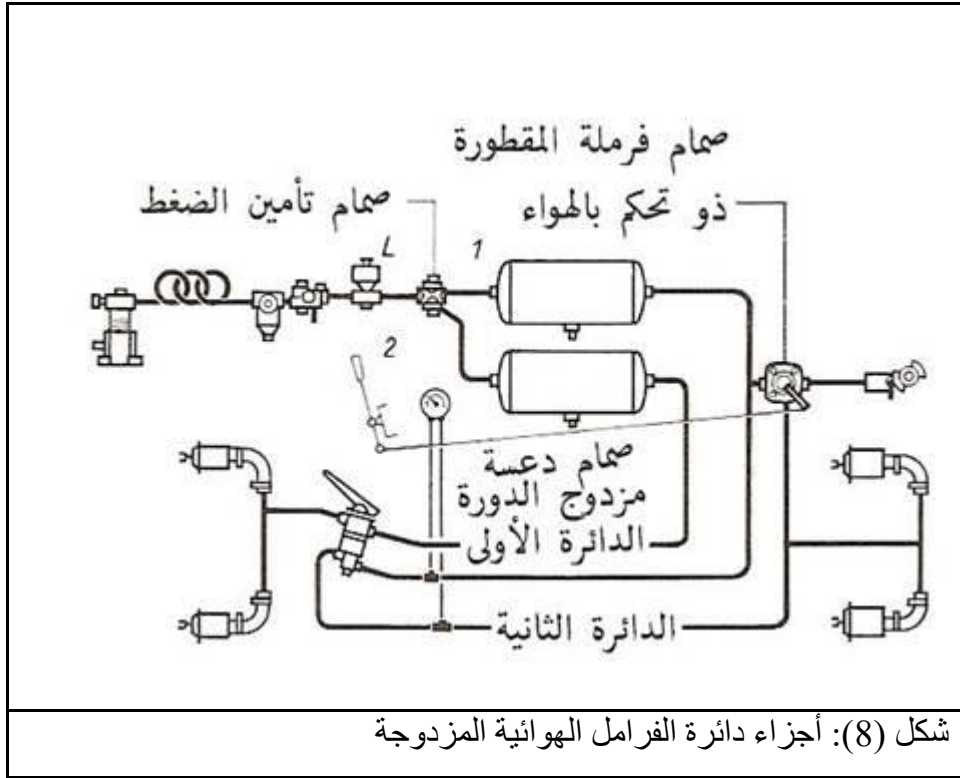 صمام فرملة المقطورة
ذو تحكم بالهواء
صمام تأمين الضغط
L
1
2
صمام دعسة
مزدوج الدورة
الدائرة الأولى
الدائرة الثانية
شكل (8): أجزاء دائرة الفرامل الهوائية المزدوجة